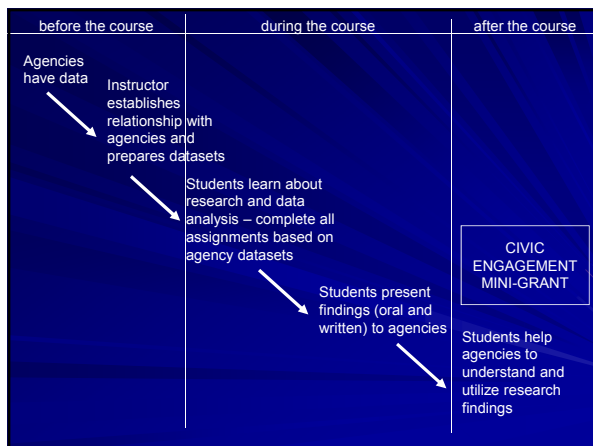 before the course
during the course
after the course
Agencies
have data
Instructor
establishes
relationship with
agencies and
prepares datasets
Students learn about
research and data
analysis – complete all
assignments based on
agency datasets
Students present
findings (oral and
written) to agencies
CIVIC
ENGAGEMENT
MINI-GRANT
Students help
agencies to
understand and
utilize research
findings